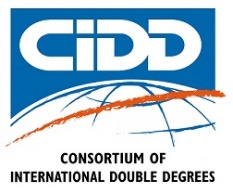 CiDD
CONSORTIUM OF
INTERNATIONAL DOUBLE DEGREES